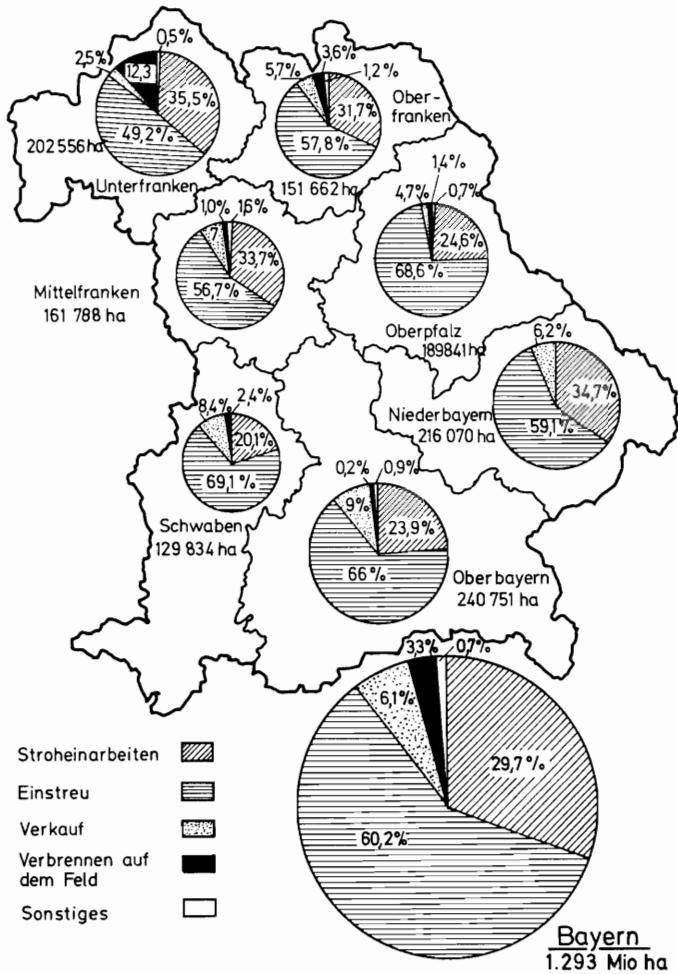 2,5%
0,5%
12,3
35,5%
49,2%
202 556 ha
Unterfranken
5,7%
3,6%
1,2%
31,7%
57,8%
Ober-
franken
151 662 ha
1,0%
1,6%
7
33,7%
56,7%
Mittelfranken
161 788 ha
4,7%
1,4%
0,7%
24,6%
68,6%
Oberpfalz
189841 ha
6,2%
34,7%
59,1%
Niederbayern
216 070 ha
8,4%
2,4%
20,1%
69,1%
Schwaben
129 834 ha
0,2%
0,9%
9%
23,9%
66%
Oberbayern
240 751 ha
3,3%
0,7%
6,1%
29,7%
60,2%
Stroheinarbeiten
Einstreu
Verkauf
Verbrennen auf
dem Feld
Sonstiges
Bayern
1.293 Mio ha